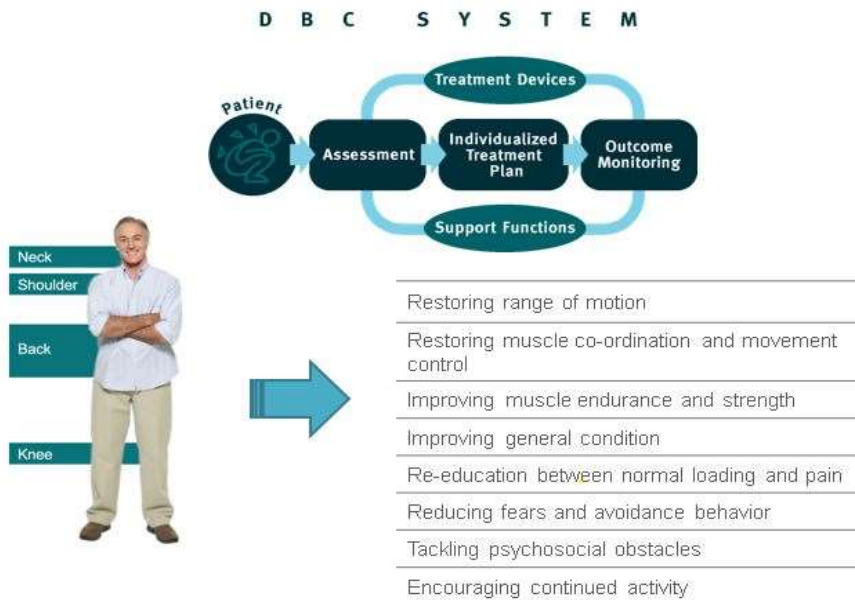 DBC SYSTEM
Treatment Devices
Patient
Assessment
Individualized
Treatment
Plan
Outcome
Monitoring
Support Functions
Neck
Shoulder
Back
Knee
Restoring range of motion
Restoring muscle co-ordination and movement
control
Improving muscle endurance and strength
Improving general condition
Re-education between normal loading and pain
Reducing fears and avoidance behavior
Tackling psychosocial obstacles
Encouraging continued activity